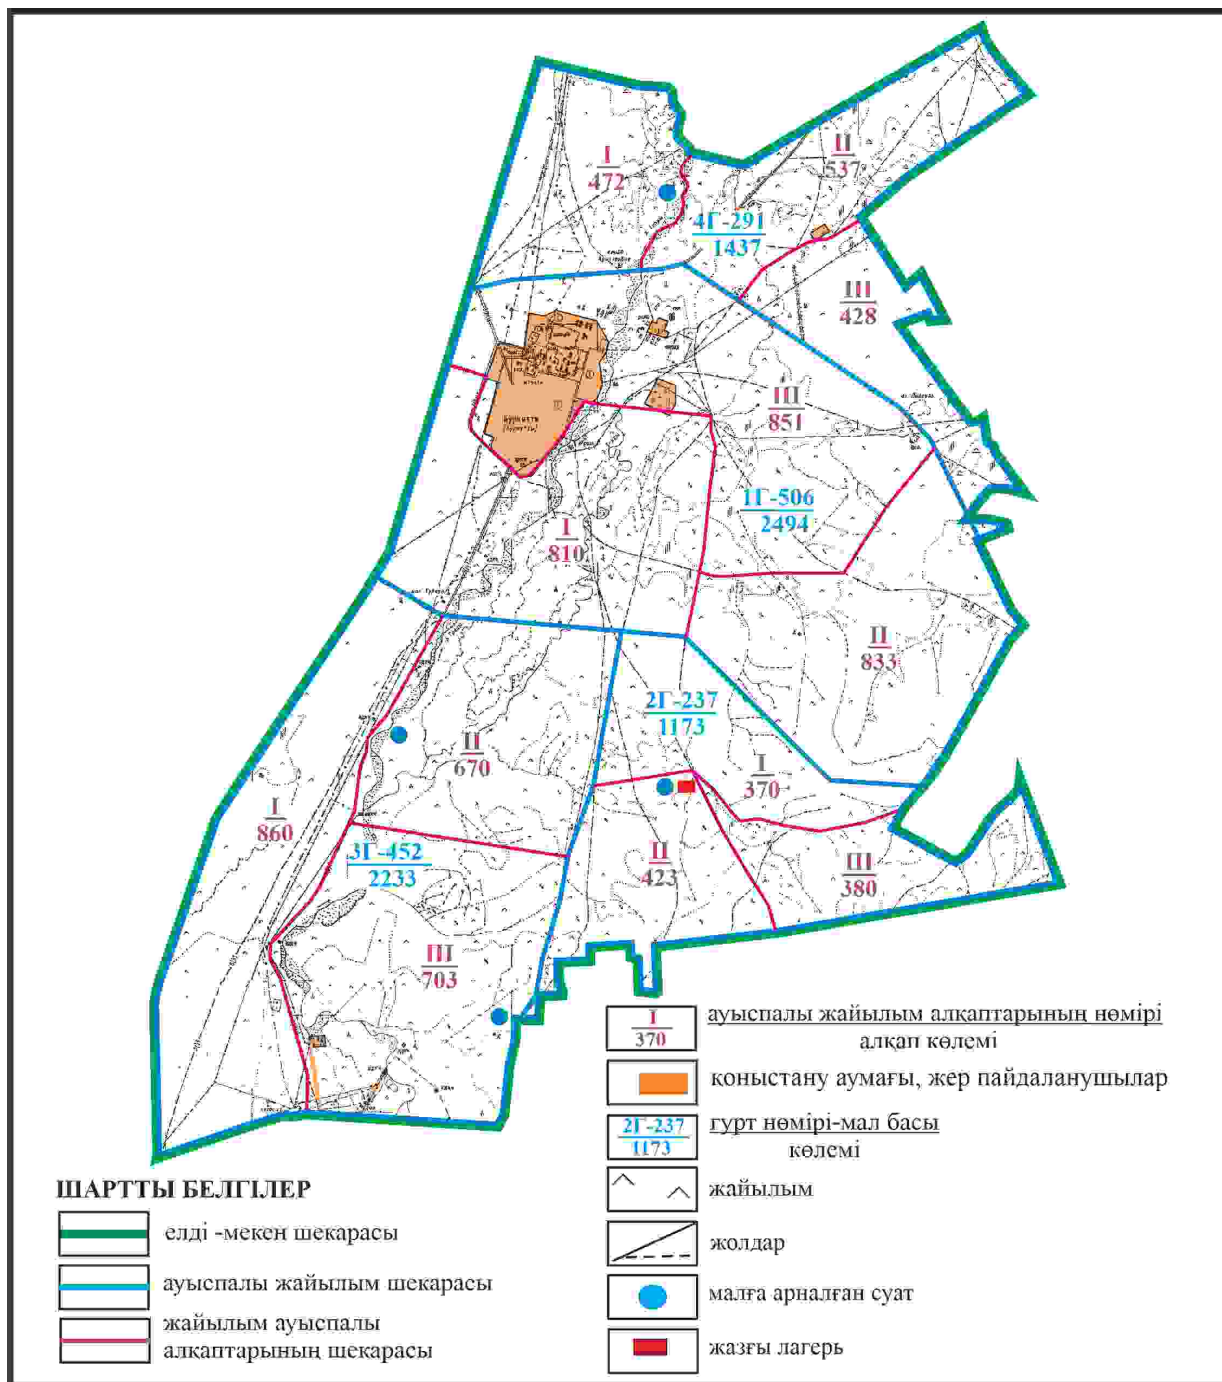 I
472
II
537
4Г-291
1437
III
428
III
851
1Г-506
2494
I
810
II
833
2Г-237
1173
II
670
I
370
I
860
3Г-452
2233
II
423
III
380
III
703
I
370
ауыспалы жайылым алқаптарының нөмірі
алқап көлемі
қоныстану аумағы, жер пайдаланушылар
2Г-237
1173
гурт нөмірі-мал басы
көлемі
жайылым
жолдар
малға арналған суат
жазғы лагерь
ШАРТТЫ БЕЛГІЛЕР
елді -мекен шекарасы
ауыспалы жайылым шекарасы
жайылым ауыспалы
алқаптарының шекарасы